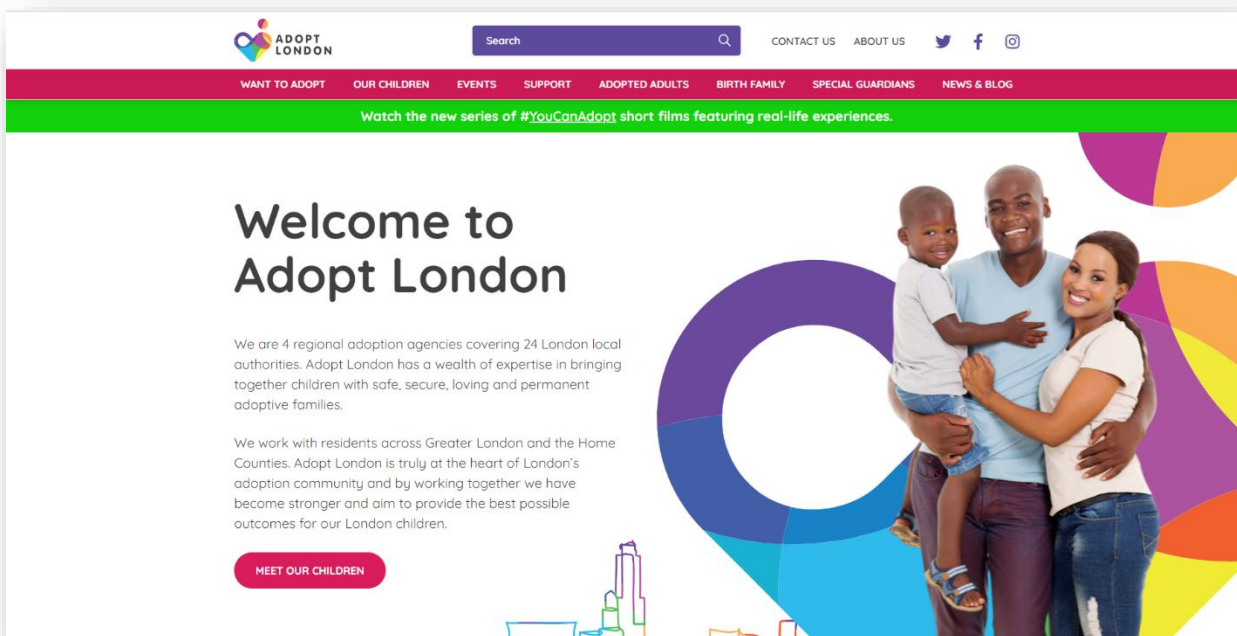 ADOPT
LONDON
Search
CONTACT US ABOUT US
WANT TO ADOPT OUR CHILDREN EVENTS SUPPORT ADOPTED ADULTS BIRTH FAMILY SPECIAL GUARDIANS NEWS & BLOG
Watch the new series of #YouCanAdopt short films featuring real-life experiences.
Welcome to
Adopt London
We are 4 regional adoption agencies covering 24 London local
authorities. Adopt London has a wealth of expertise in bringing
together children with safe, secure, loving and permanent
adoptive families.
We work with residents across Greater London and the Home
Counties. Adopt London is truly at the heart of London's
adoption community and by working together we have
become stronger and aim to provide the best possible
outcomes for our London children.
MEET OUR CHILDREN